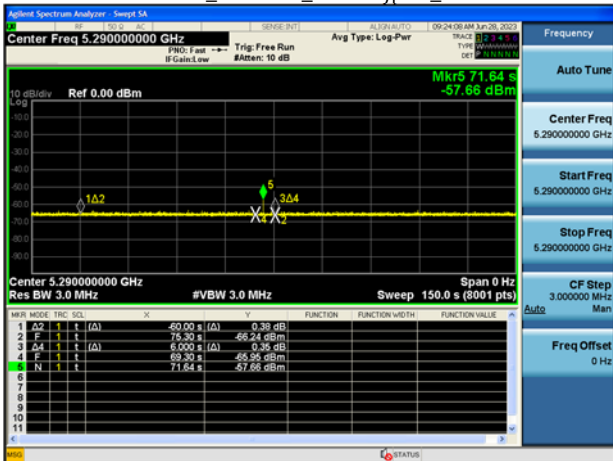 Agilent Spectrum Analyzer - Swept SA
RF 50 Ω AC SENSE:INT ALIGN AUTO 09:24:08 AM Jun 28, 2023
Center Freq 5.290000000 GHz
PNO: Fast
IFGain:Low
Trig: Free Run
#Atten: 10 dB
Avg Type: Log-Pwr
TRACE 1 2 3 4 5 6
TYPE
DET P N N N N N
Mkr5 71.64 s
-57.66 dBm
10 dB/div Ref 0.00 dBm
Log
-10.0
-20.0
-30.0
-40.0
-50.0
-60.0
-70.0
-80.0
-90.0
1Δ2
5
3Δ4
4
2
Center 5.290000000 GHz Span 0 Hz
Res BW 3.0 MHz #VBW 3.0 MHz Sweep 150.0 s (8001 pts)
MKR MODE TRC SCL X Y FUNCTION FUNCTION WIDTH FUNCTION VALUE
1 Δ2 1 t (Δ) -60.00 s (Δ) 0.38 dB
2 F 1 t 75.30 s -66.24 dBm
3 Δ4 1 t (Δ) 6.000 s (Δ) 0.35 dB
4 F 1 t 69.30 s -65.95 dBm
5 N 1 t 71.64 s -57.66 dBm
6
7
8
9
10
11
MSG STATUS
Frequency
Auto Tune
Center Freq
5.290000000 GHz
Start Freq
5.290000000 GHz
Stop Freq
5.290000000 GHz
CF Step
3.000000 MHz
Auto Man
Freq Offset
0 Hz